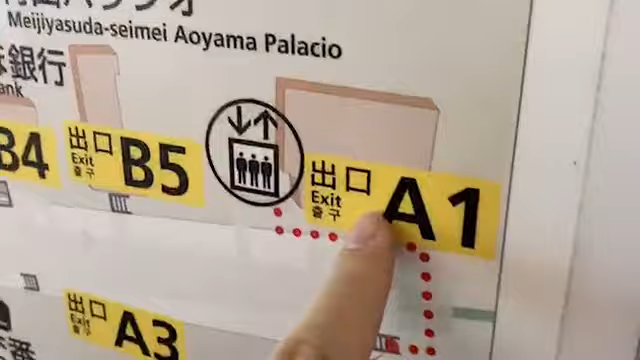 Meijiyasuda-seimei Aoyama Palacio
銀行
ank
B4
出口
Exit
출구
B5
出口
Exit
출구
A1
出口
Exit
출구
A3
番